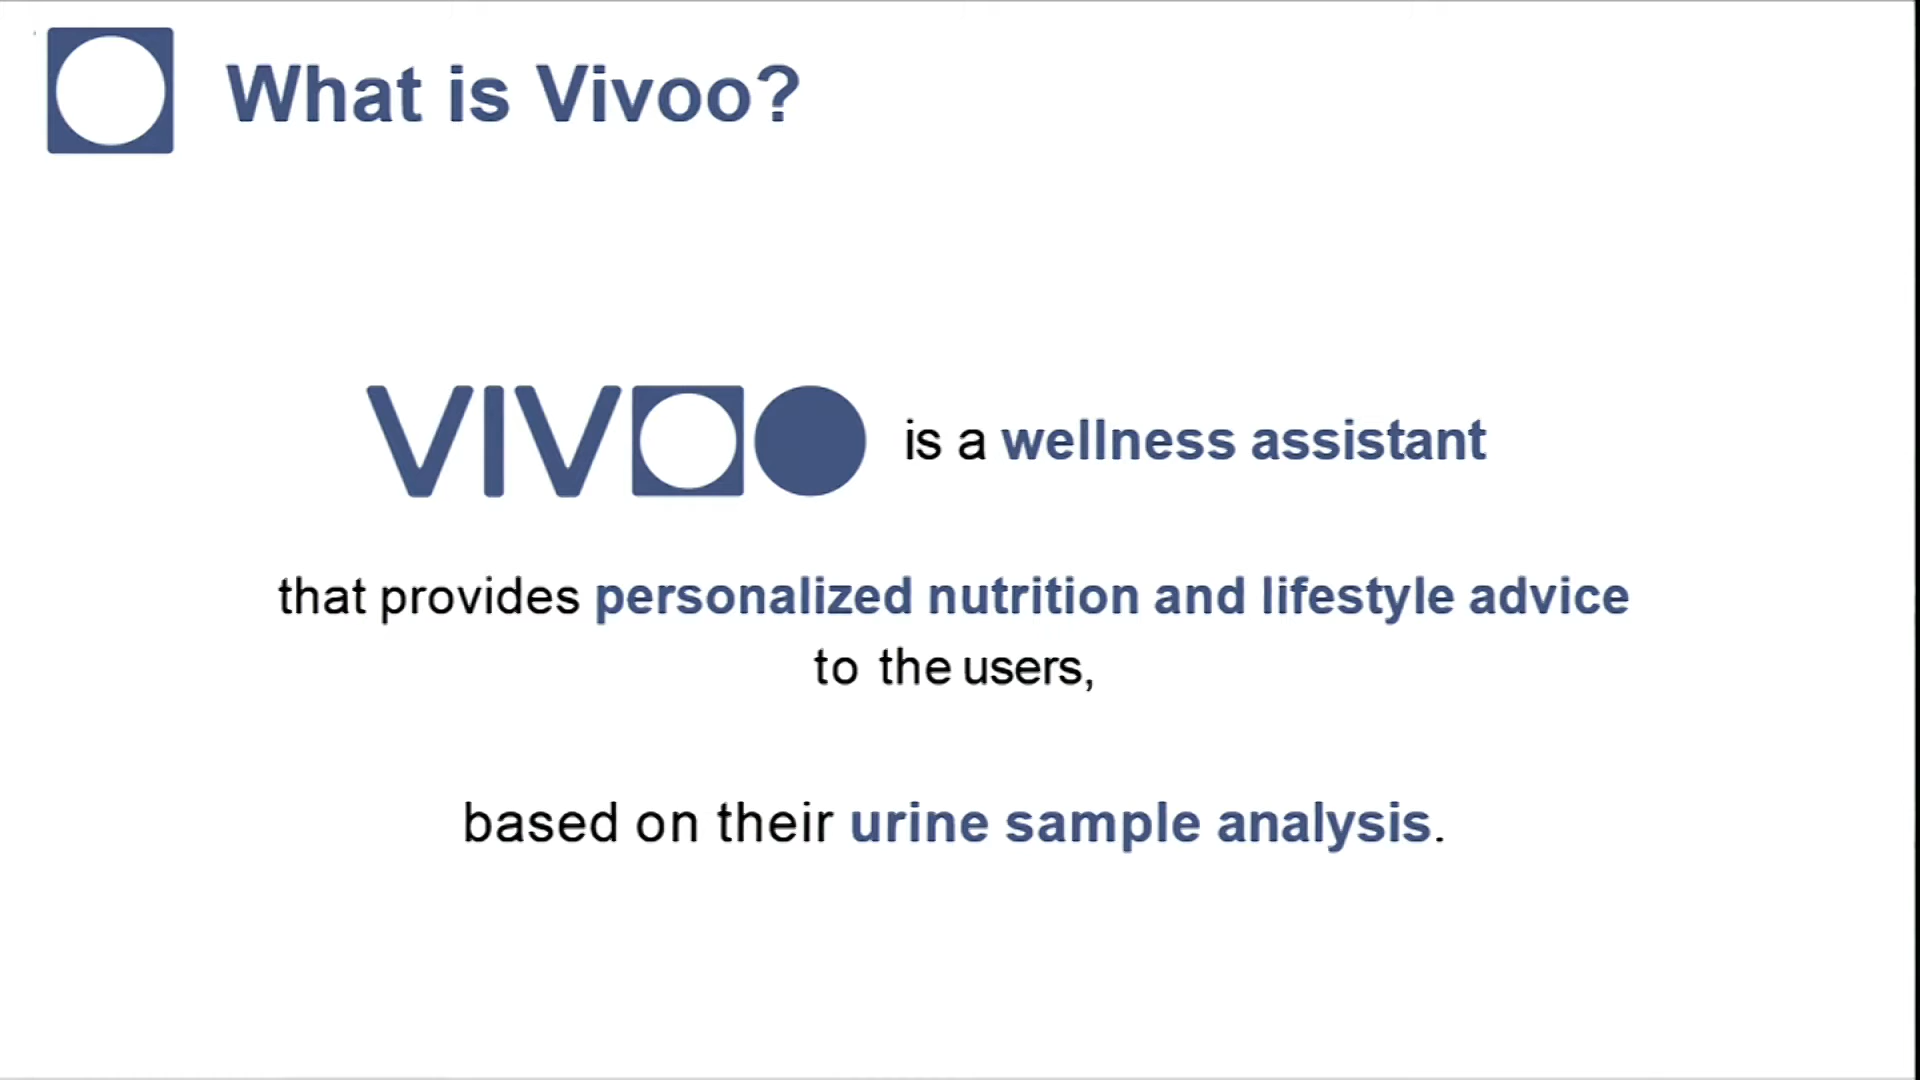 What is Vivoo?
VIVOO is a wellness assistant
that provides personalized nutrition and lifestyle advice
to the users,
based on their urine sample analysis.